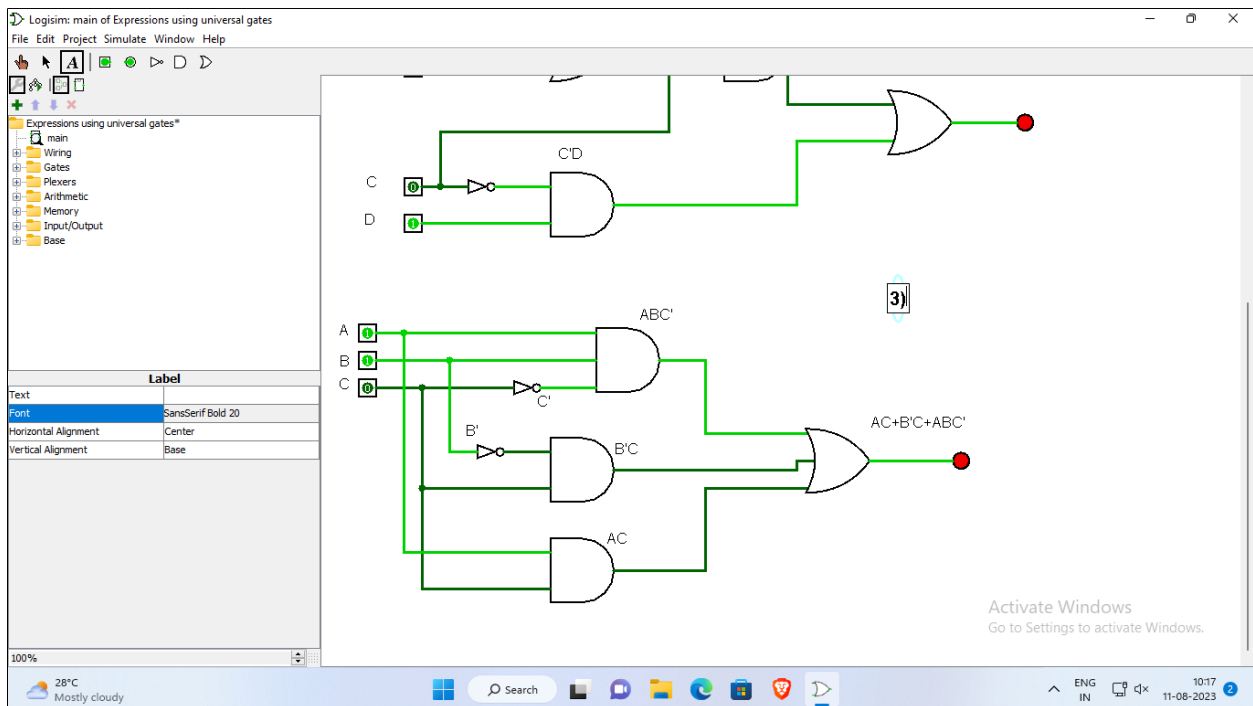 Logisim: main of Expressions using universal gates
File Edit Project Simulate Window Help
A
Expressions using universal gates*
main
Wiring
Gates
Plexers
Arithmetic
Memory
Input/Output
Base
Label
Text
Font SansSerif Bold 20
Horizontal Alignment Center
Vertical Alignment Base
100%
C'D
C 0
D 1
3)
ABC'
A 1
B 1
C 0
C'
B'
B'C
AC+B'C+ABC'
AC
Activate Windows
Go to Settings to activate Windows.
28°C
Mostly cloudy
Search
ENG
IN
10:17
11-08-2023
2